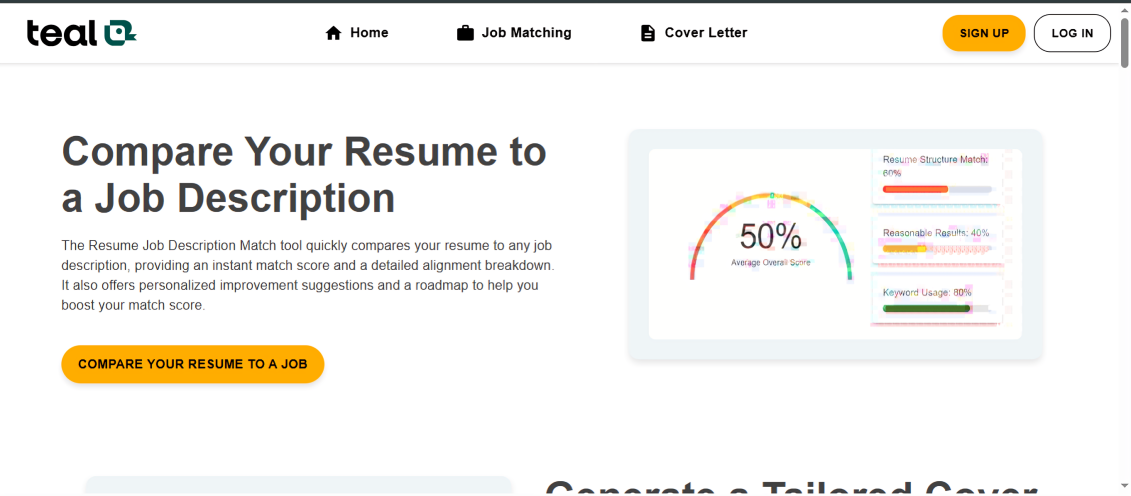 teal
Home
Job Matching
Cover Letter
SIGN UP
LOG IN
Compare Your Resume to
a Job Description
The Resume Job Description Match tool quickly compares your resume to any job
description, providing an instant match score and a detailed alignment breakdown.
It also offers personalized improvement suggestions and a roadmap to help you
boost your match score.
COMPARE YOUR RESUME TO A JOB
50%
Average Overall Score
Resume Structure Match:
60%
Reasonable Results: 40%
Keyword Usage: 80%
Generate a Tailored Cover